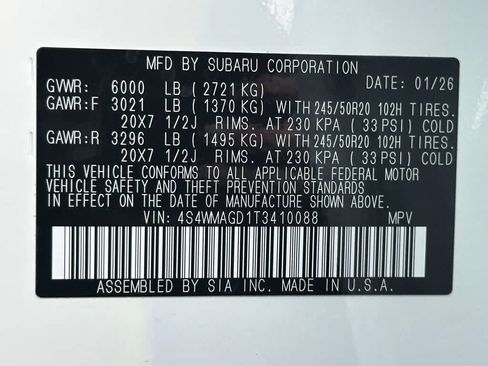 MFD BY SUBARU CORPORATION
GVWR: 6000 LB (2721 KG) DATE: 01/26
GAWR:F 3021 LB (1370 KG) WITH 245/50R20 102H TIRES.
20X7 1/2J RIMS. AT 230 KPA (33 PSI) COLD
GAWR:R 3296 LB (1495 KG) WITH 245/50R20 102H TIRES.
20X7 1/2J RIMS. AT 230 KPA (33 PSI) COLD
THIS VEHICLE CONFORMS TO ALL APPLICABLE FEDERAL MOTOR
VEHICLE SAFETY AND THEFT PREVENTION STANDARDS IN
EFFECT ON THE DATE OF MANUFACTURE SHOWN ABOVE.
VIN: 4S4WMAGD1T3410088 MPV
ASSEMBLED BY SIA INC. MADE IN U.S.A.